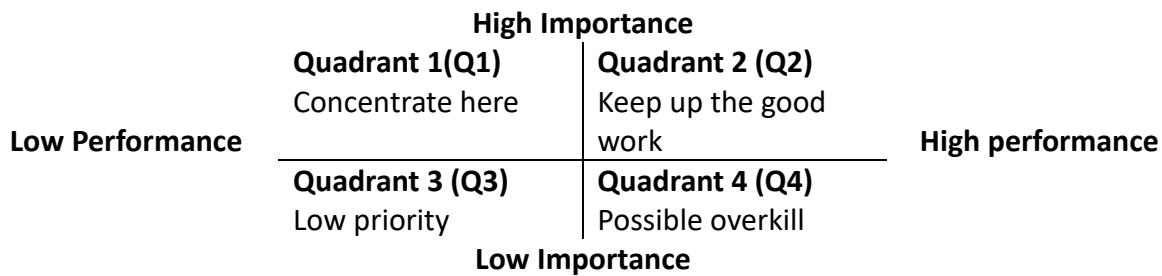 High Importance
Quadrant 1(Q1)
Concentrate here
Quadrant 2 (Q2)
Keep up the good
work
Low Performance
High performance
Quadrant 3 (Q3)
Low priority
Quadrant 4 (Q4)
Possible overkill
Low Importance